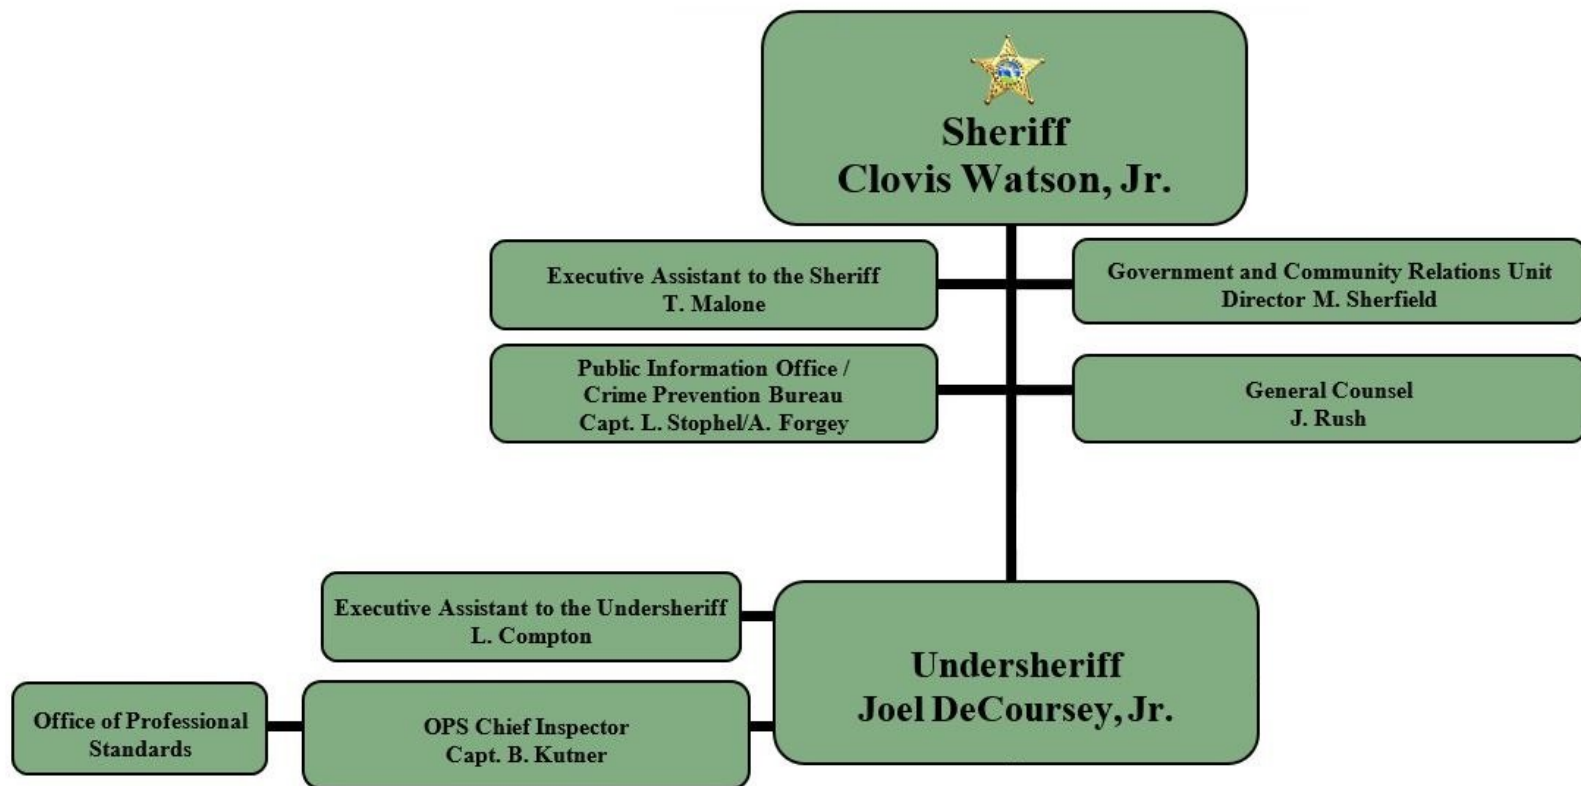 Sheriff
Clovis Watson, Jr.
Executive Assistant to the Sheriff
T. Malone
Government and Community Relations Unit
Director M. Sherfield
Public Information Office /
Crime Prevention Bureau
Capt. L. Stophel/A. Forgey
General Counsel
J. Rush
Executive Assistant to the Undersheriff
L. Compton
Undersheriff
Joel DeCoursey, Jr.
Office of Professional
Standards
OPS Chief Inspector
Capt. B. Kutner